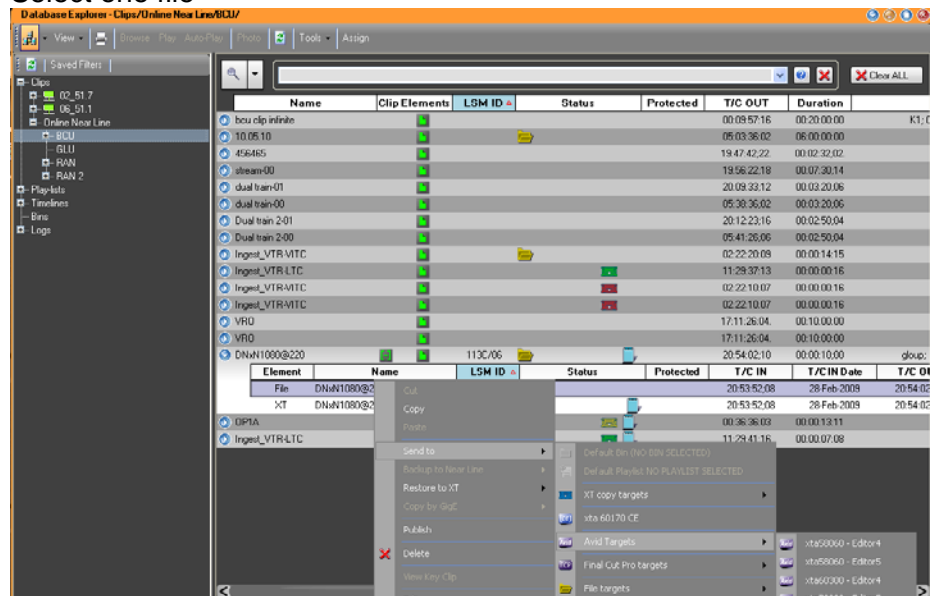 Select one file
Database Explorer - Clips/Online Near Line/BCU/
View Browse Play Auto-Play Photo Tools Assign
Saved Filters
Clear ALL
Clips
02_51.7
06_51.1
Online Near Line
BCU
GLU
RAN
RAN 2
Playlists
Timelines
Bins
Logs
Name Clip Elements LSM ID Status Protected T/C OUT Duration
bcu clip infinite 00:09:57:16 00:20:00:00 K1;
10.05.10 05:03:36:02 06:00:00:00
456465 19:47:42;22. 00:02:32;02.
stream-00 19:56:22:18 00:07:30;14
dual train-01 20:09:33:12 00:03:20;06
dual train-00 05:38:36;02 00:03:20;06
Dual train 2-01 20:12:23;16 00:02:50;04
Dual train 2-00 05:41:26;06 00:02:50;04
Ingest_VTR-VITC 02:22:20:09 00:00:14:15
Ingest_VTR-LTC 11:29:37:13 00:00:00:16
Ingest_VTR-VITC 02:22:10:07 00:00:00:16
Ingest_VTR-VITC 02:22:10:07 00:00:00:16
VRO 17:11:26:04. 00:10:00:00
VRO 17:11:26:04. 00:10:00:00
DNxN1080@220 113C/06 20:54:02;10 00:00:10;00 gloup;
Element Name LSM ID Status Protected T/C IN T/C IN Date T/C OU
File DNxN1080@2 20:53:52;08 28-Feb-2009 20:54:02
XT DNxN1080@2 20:53:52;08 28-Feb-2009 20:54:02
OP1A 00:36:36:03 00:00:13:11
Ingest_VTR-LTC 11:29:41:16 00:00:07:08
Cut
Copy
Paste
Send to
Backup to Near Line
Restore to XT
Copy by GigE
Publish
Delete
View Key Clip
Default Bin (NO BIN SELECTED)
Default Playlist NO PLAYLIST SELECTED
XT copy targets
xta 60170 CE
Avid Targets
Final Cut Pro targets
File targets
xta58060 - Editor4
xta58060 - Editor5
xta60300 - Editor4